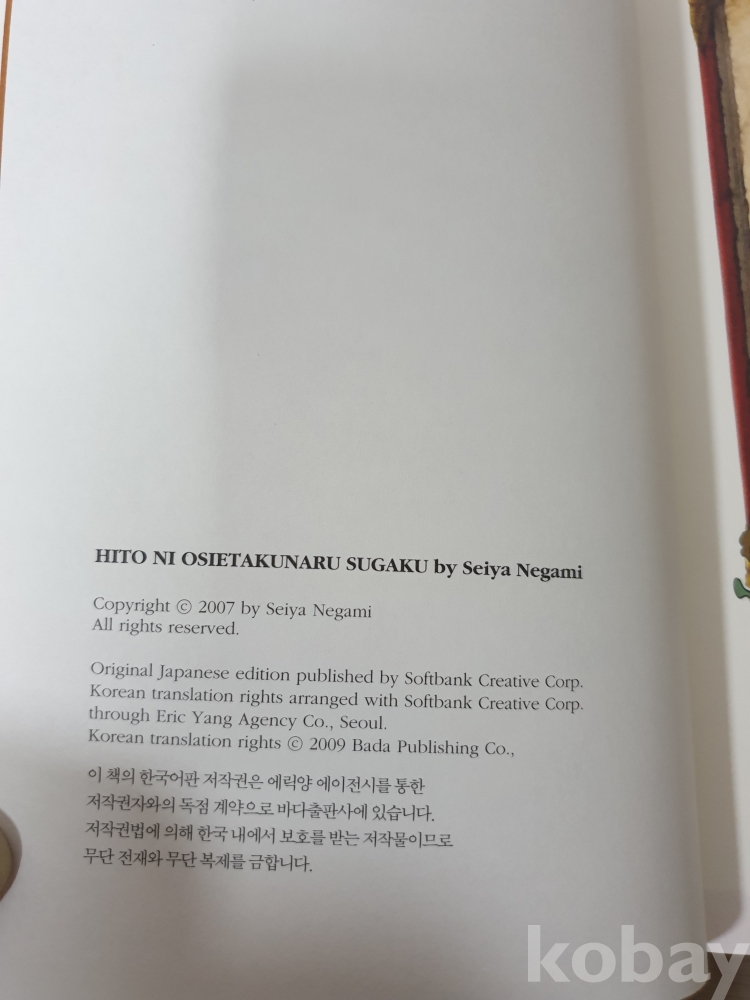 HITO NI OSIETAKUNARU SUGAKU by Seiya Negami
Copyright ⓒ 2007 by Seiya Negami
All rights reserved.
Original Japanese edition published by Softbank Creative Corp.
Korean translation rights arranged with Softbank Creative Corp.
through Eric Yang Agency Co., Seoul.
Korean translation rights ⓒ 2009 Bada Publishing Co.,
이 책의 한국어판 저작권은 에릭양 에이전시를 통한
저작권자와의 독점 계약으로 바다출판사에 있습니다.
저작권법에 의해 한국 내에서 보호를 받는 저작물이므로
무단 전재와 무단 복제를 금합니다.
kobay